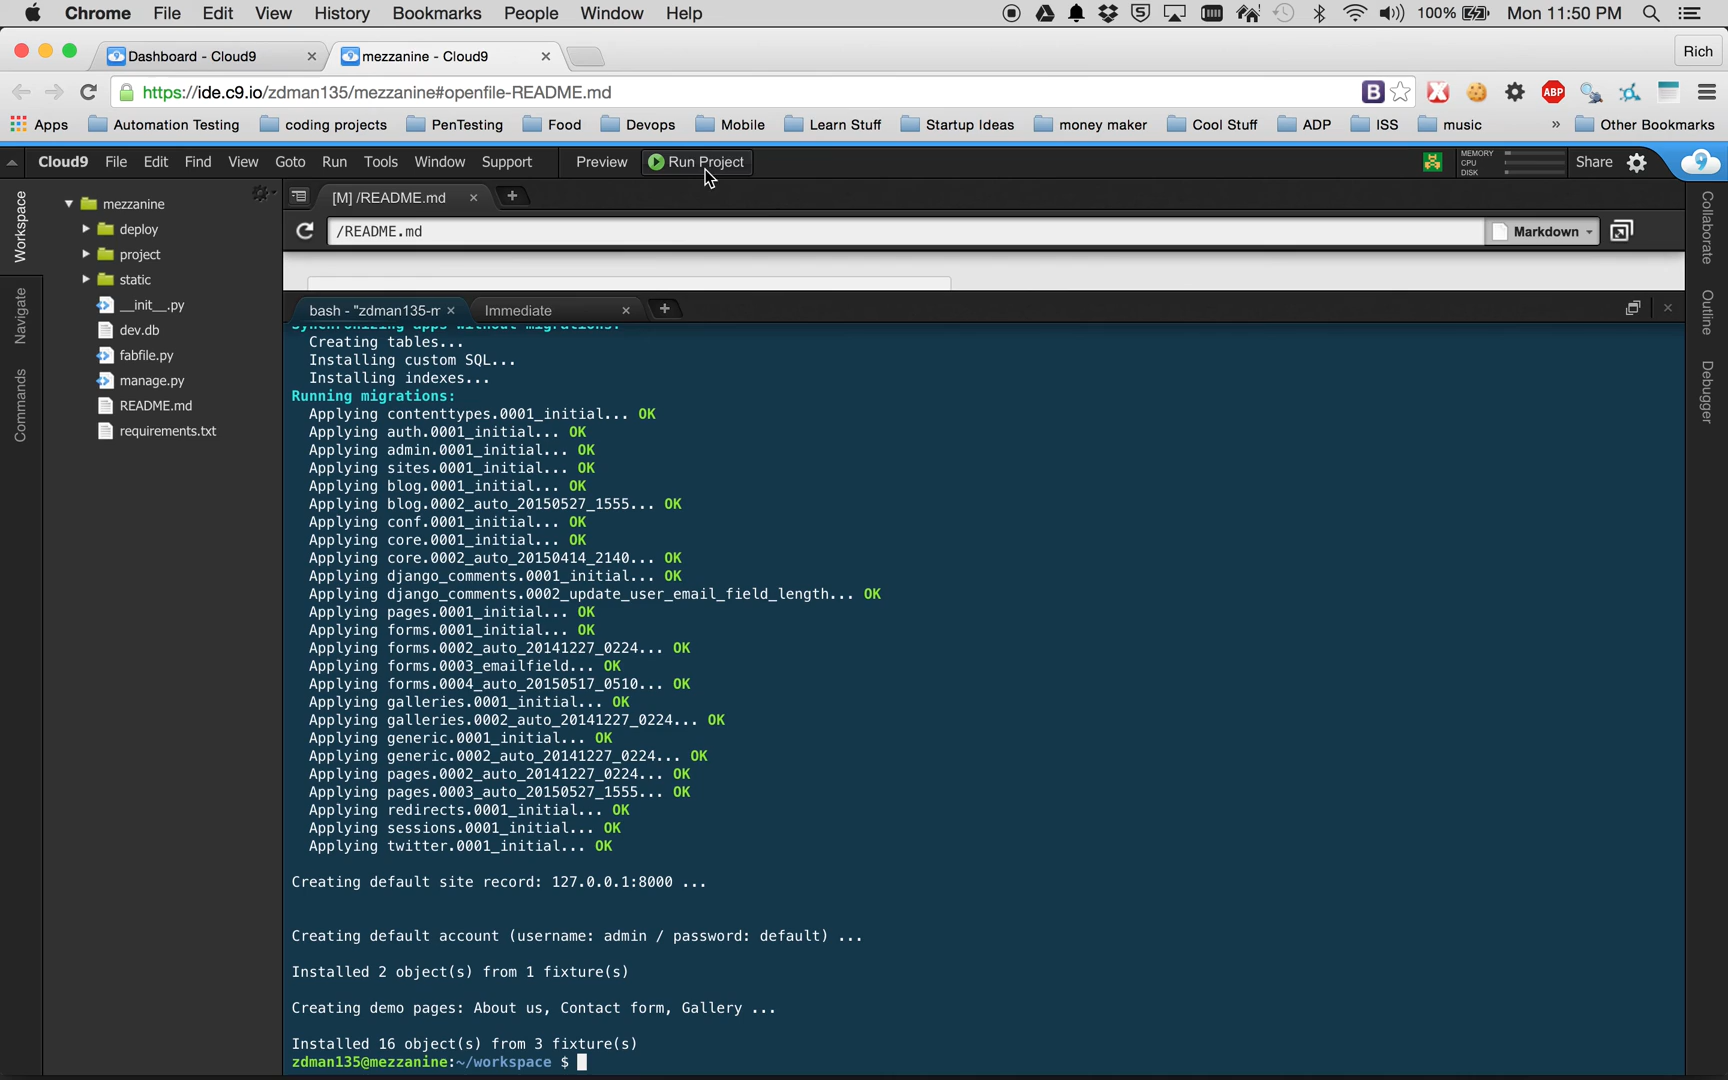 Chrome File Edit View History Bookmarks People Window Help 100% Mon 11:50 PM
Dashboard - Cloud9 mezzanine - Cloud9 Rich
https://ide.c9.io/zdman135/mezzanine#openfile-README.md B ABP
Apps Automation Testing coding projects PenTesting Food Devops Mobile Learn Stuff Startup Ideas money maker Cool Stuff ADP ISS music » Other Bookmarks
Cloud9 File Edit Find View Goto Run Tools Window Support Preview Run Project MEMORY CPU DISK Share 9
Workspace
Navigate
Commands
mezzanine
deploy
project
static
__init__.py
dev.db
fabfile.py
manage.py
README.md
requirements.txt
[M] /README.md
/README.md Markdown
bash - "zdman135-m Immediate
Synchronizing apps without migrations:
Creating tables...
Installing custom SQL...
Installing indexes...
Running migrations:
Applying contenttypes.0001_initial... OK
Applying auth.0001_initial... OK
Applying admin.0001_initial... OK
Applying sites.0001_initial... OK
Applying blog.0001_initial... OK
Applying blog.0002_auto_20150527_1555... OK
Applying conf.0001_initial... OK
Applying core.0001_initial... OK
Applying core.0002_auto_20150414_2140... OK
Applying django_comments.0001_initial... OK
Applying django_comments.0002_update_user_email_field_length... OK
Applying pages.0001_initial... OK
Applying forms.0001_initial... OK
Applying forms.0002_auto_20141227_0224... OK
Applying forms.0003_emailfield... OK
Applying forms.0004_auto_20150517_0510... OK
Applying galleries.0001_initial... OK
Applying galleries.0002_auto_20141227_0224... OK
Applying generic.0001_initial... OK
Applying generic.0002_auto_20141227_0224... OK
Applying pages.0002_auto_20141227_0224... OK
Applying pages.0003_auto_20150527_1555... OK
Applying redirects.0001_initial... OK
Applying sessions.0001_initial... OK
Applying twitter.0001_initial... OK
Creating default site record: 127.0.0.1:8000 ...
Creating default account (username: admin / password: default) ...
Installed 2 object(s) from 1 fixture(s)
Creating demo pages: About us, Contact form, Gallery ...
Installed 16 object(s) from 3 fixture(s)
zdman135@mezzanine:~/workspace $
Collaborate
Outline
Debugger